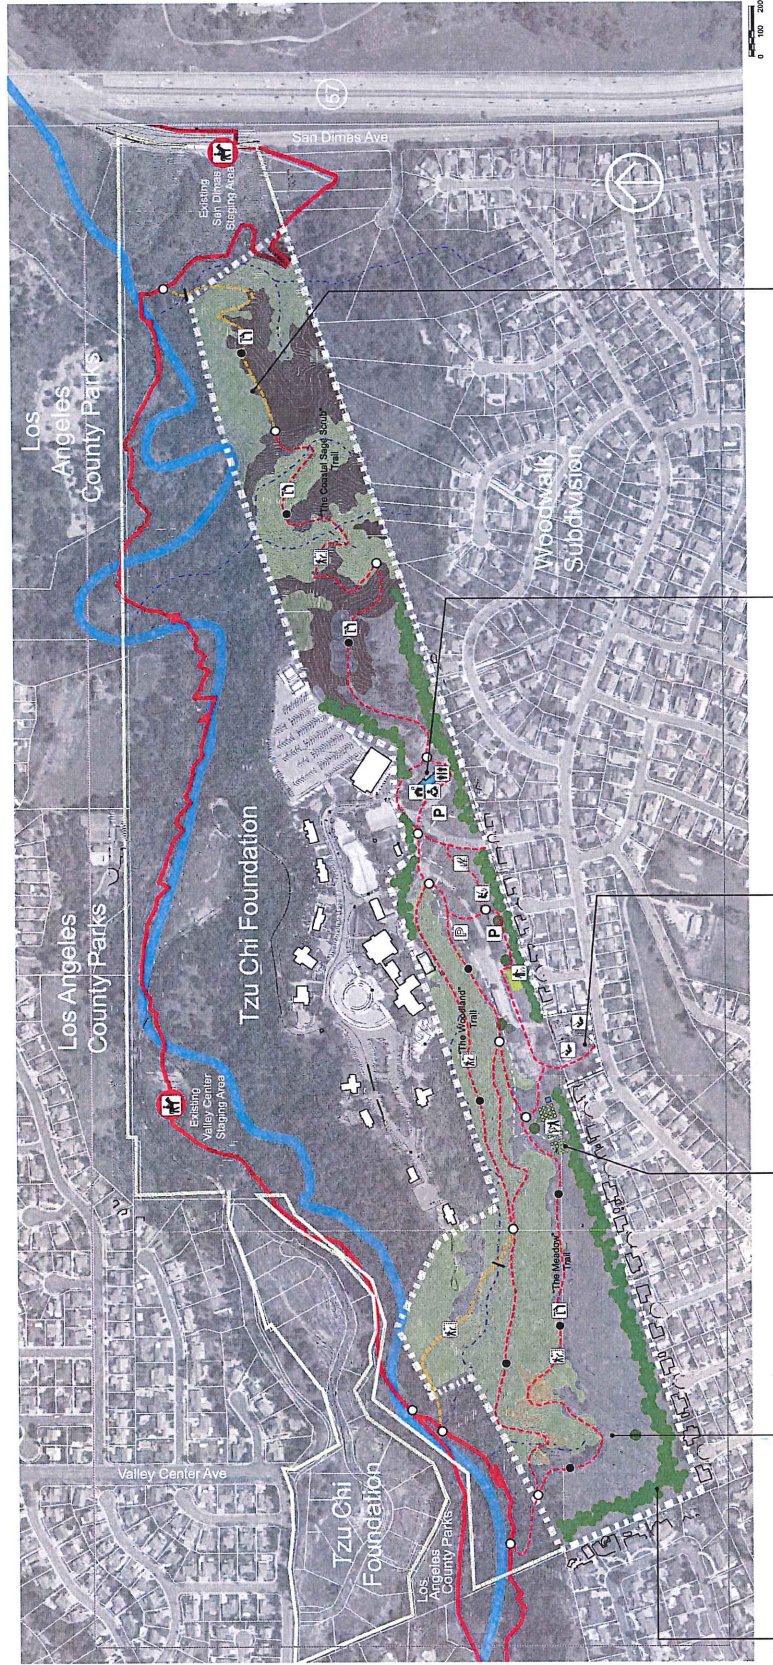 Los
Angeles
County Parks
Los Angeles
County Parks
San Dimas Ave.
57
Existing
San Dimas
Staging Area
Existing
Valley Center
Staging Area
Valley Center Ave
Tzu Chi Foundation
Tzu Chi
Foundation
Los
Angeles
County Parks
"The Coastal Sage Scrub"
Trail
"The Woodland"
Trail
"The Meadow"
Trail
Woodwalk
Subdivision
P
P
P
N
0 100 200